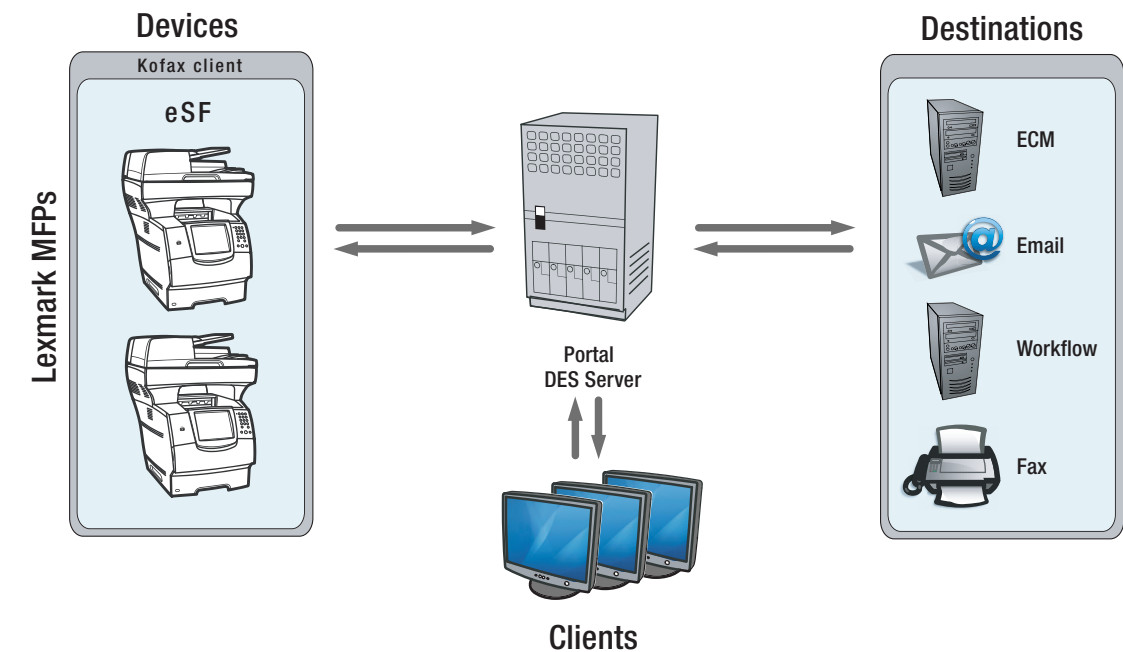 Devices
Kofax client
eSF
Lexmark MFPs
Portal
DES Server
Clients
Destinations
ECM
Email
Workflow
Fax